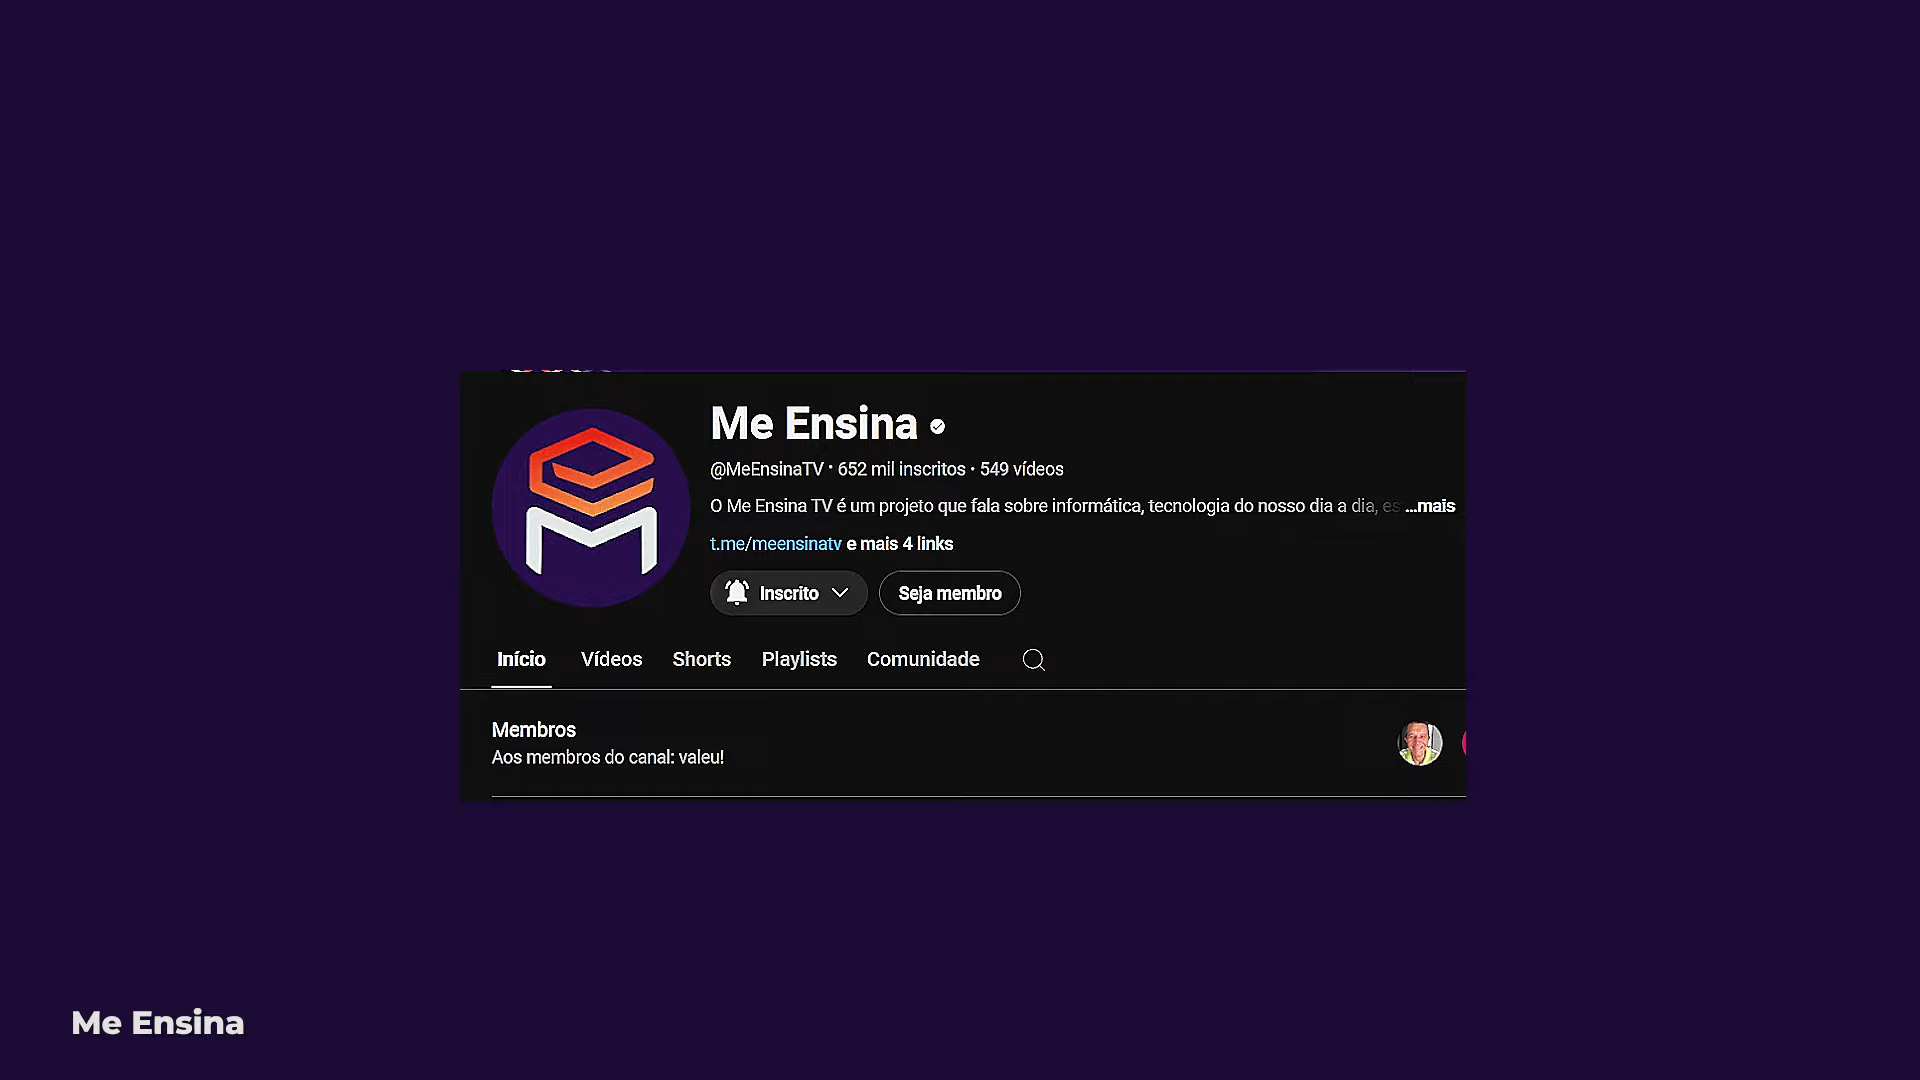 Me Ensina
@MeEnsinaTV • 652 mil inscritos • 549 vídeos
O Me Ensina TV é um projeto que fala sobre informática, tecnologia do nosso dia a dia, es ...mais
t.me/meensinatv e mais 4 links
Inscrito
Seja membro
Início Vídeos Shorts Playlists Comunidade
Membros
Aos membros do canal: valeu!
Me Ensina